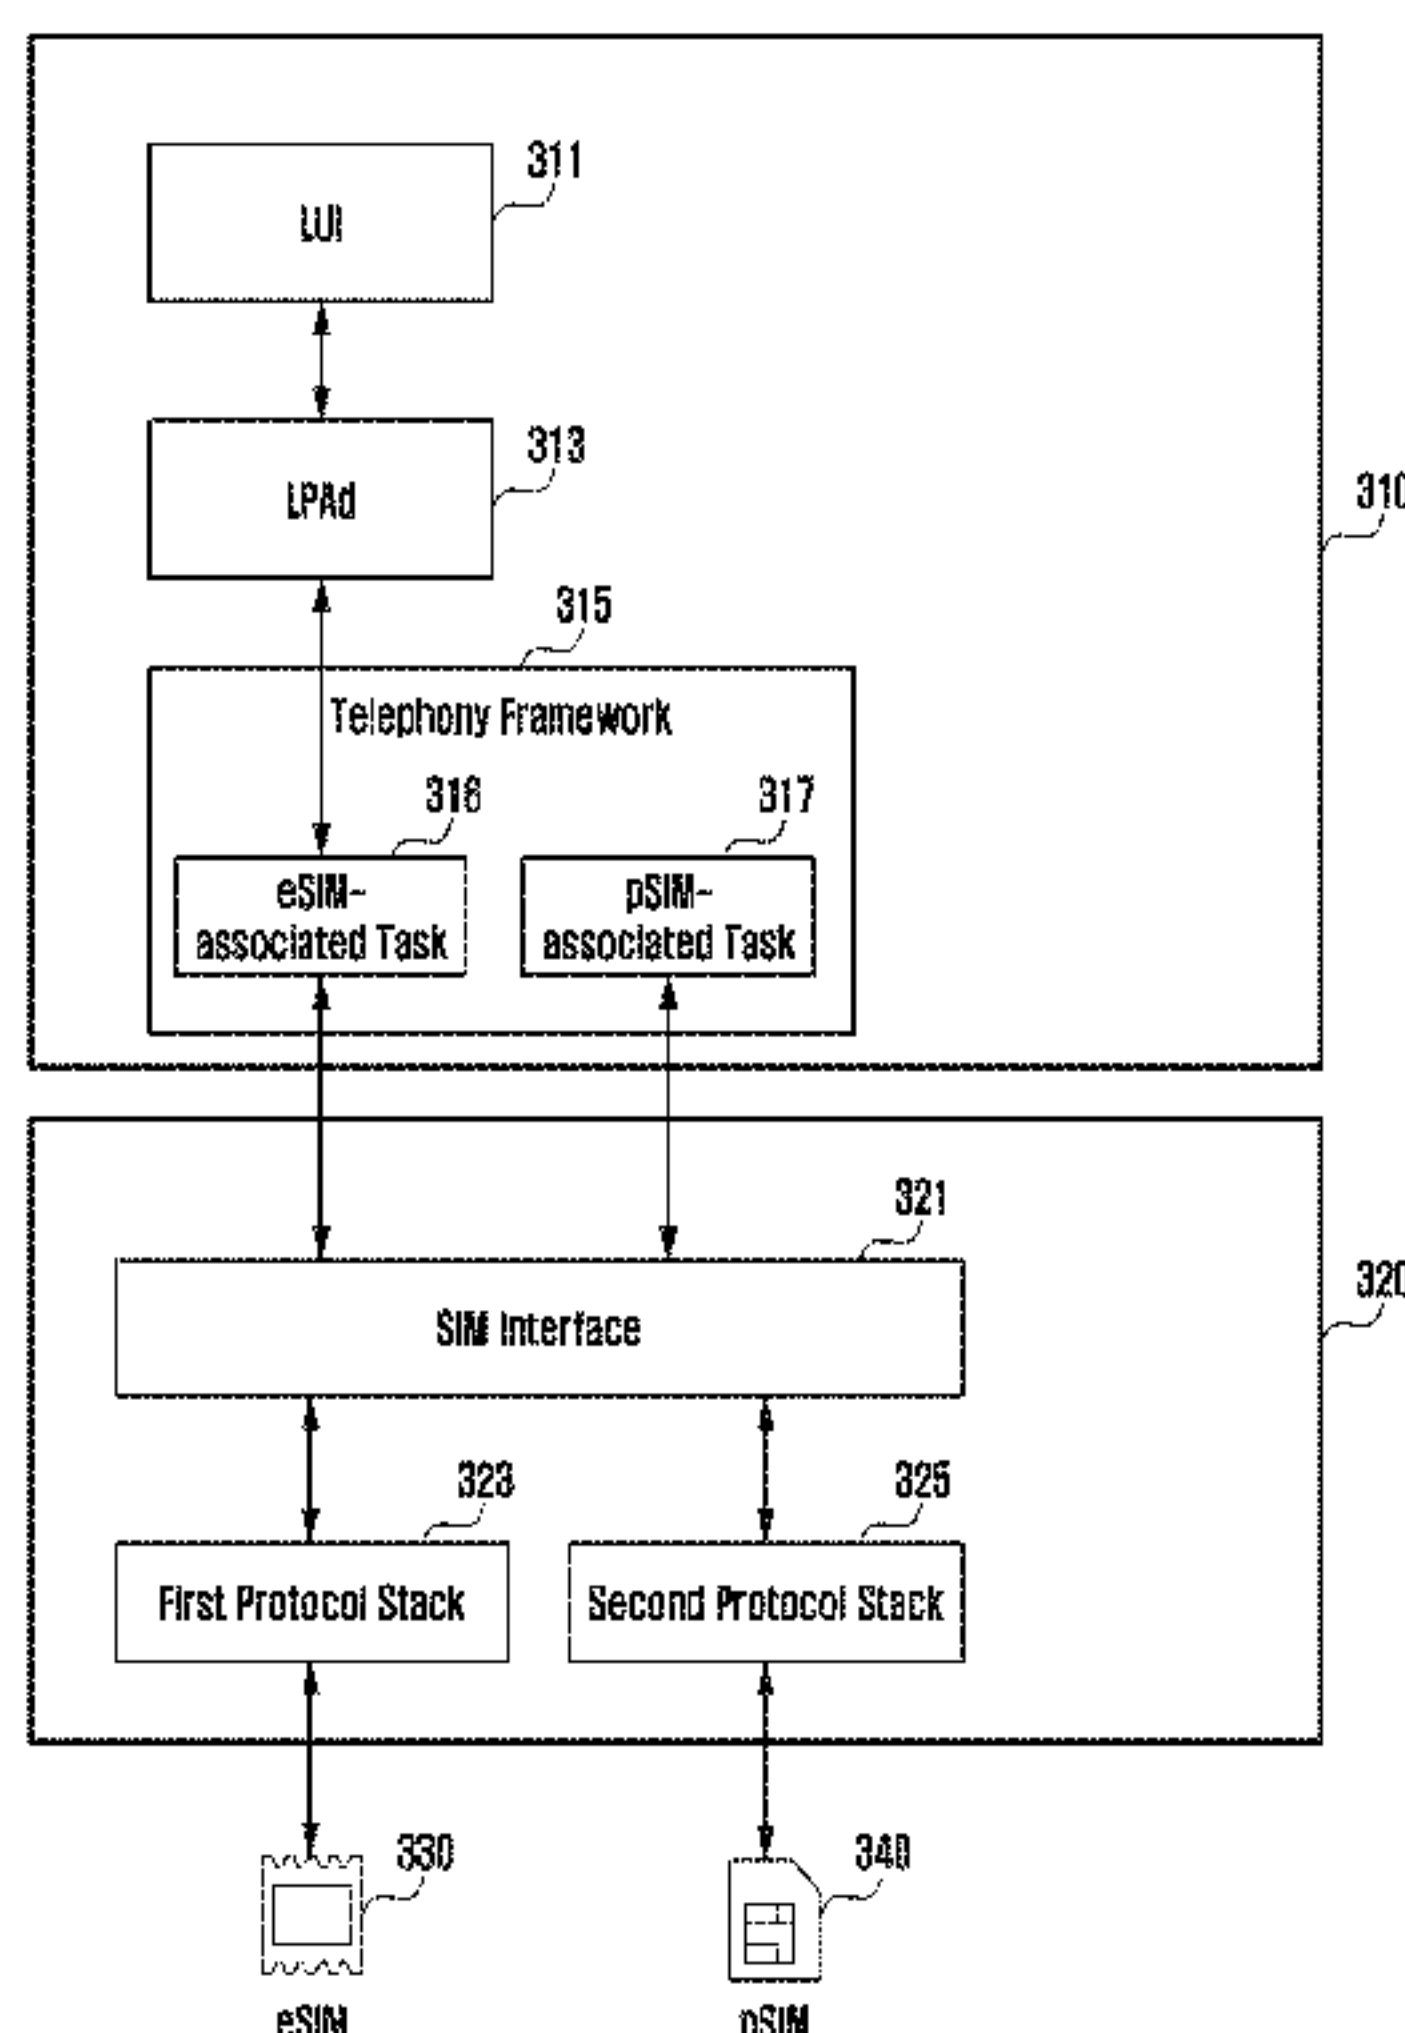 311
LUI
313
LPAd
310
315
Telephony Framework
316
317
eSIM-
associated Task
pSIM-
associated Task
321
320
SIM Interface
323
325
First Protocol Stack
Second Protocol Stack
330
340
eSIM
pSIM